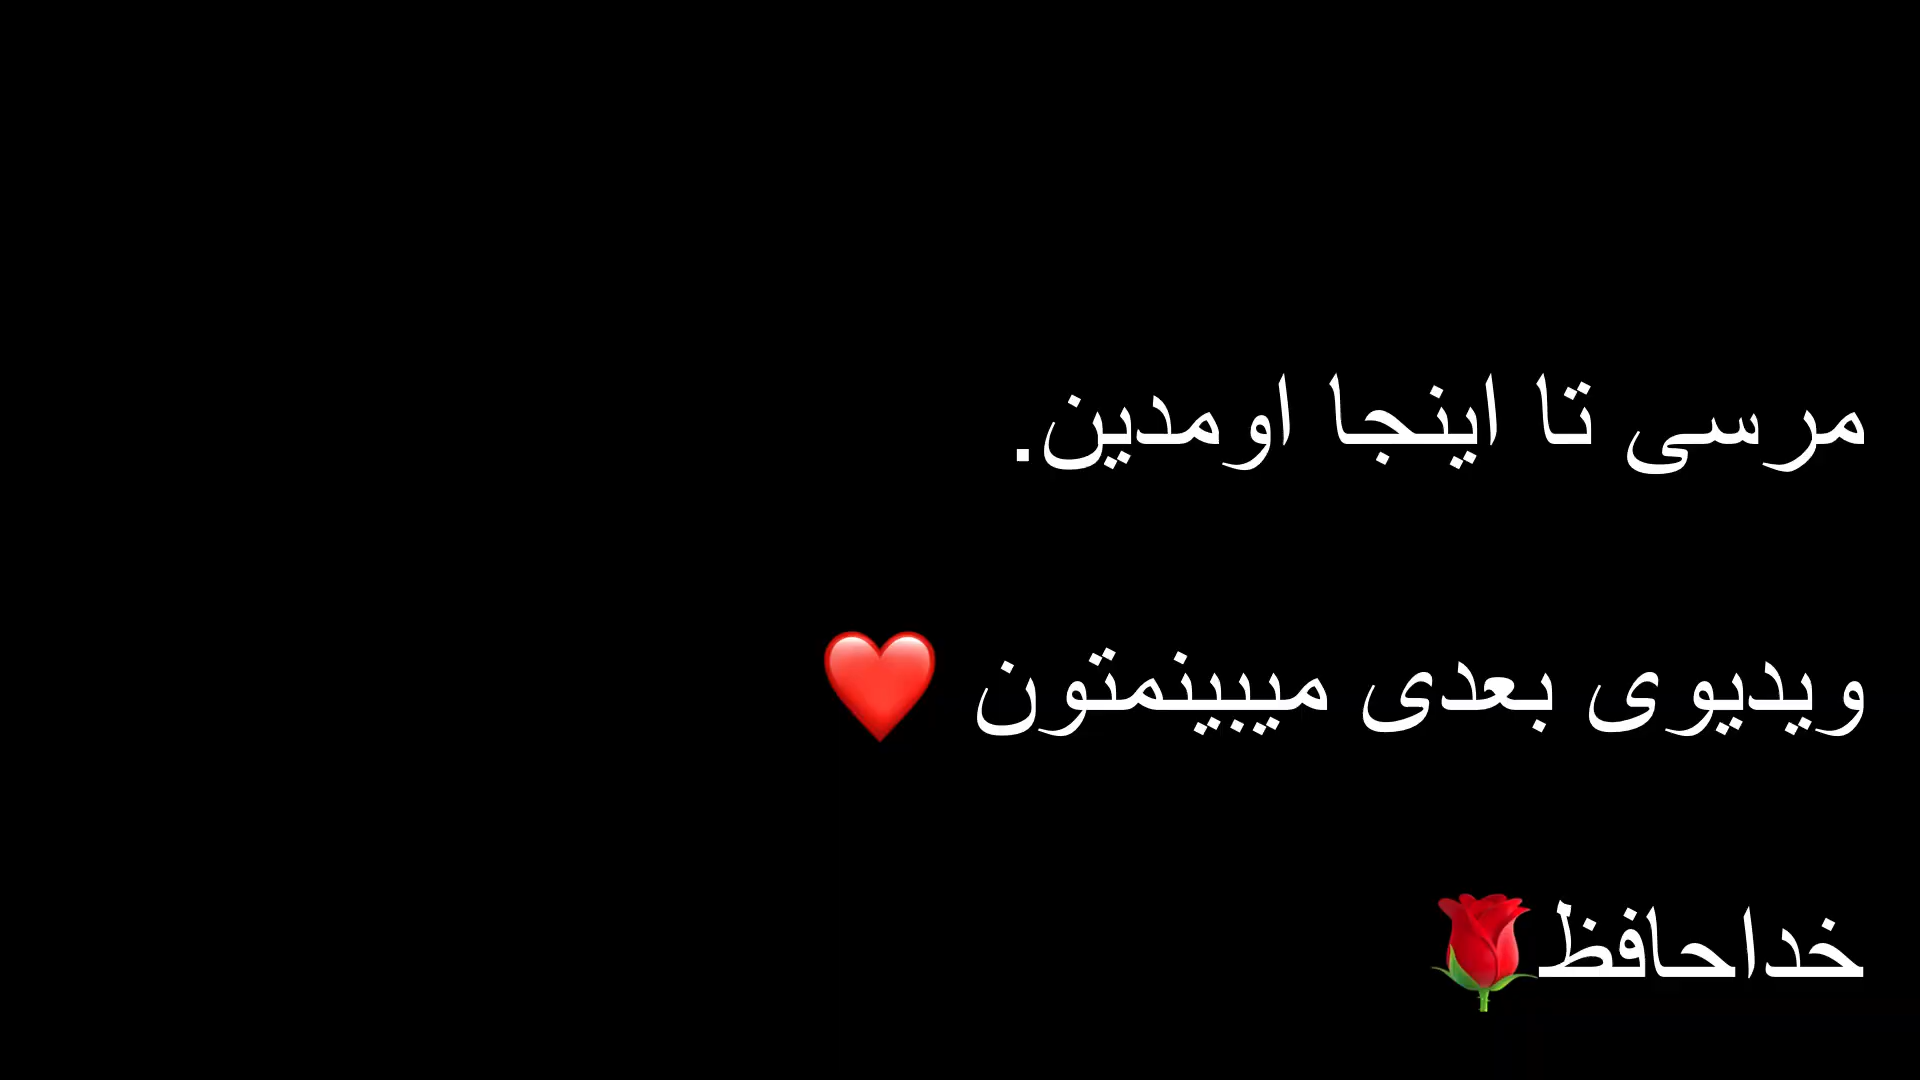 مرسی تا اینجا اومدین.
ویدیوی بعدی میبینمتون ❤️
خداحافظ🌹